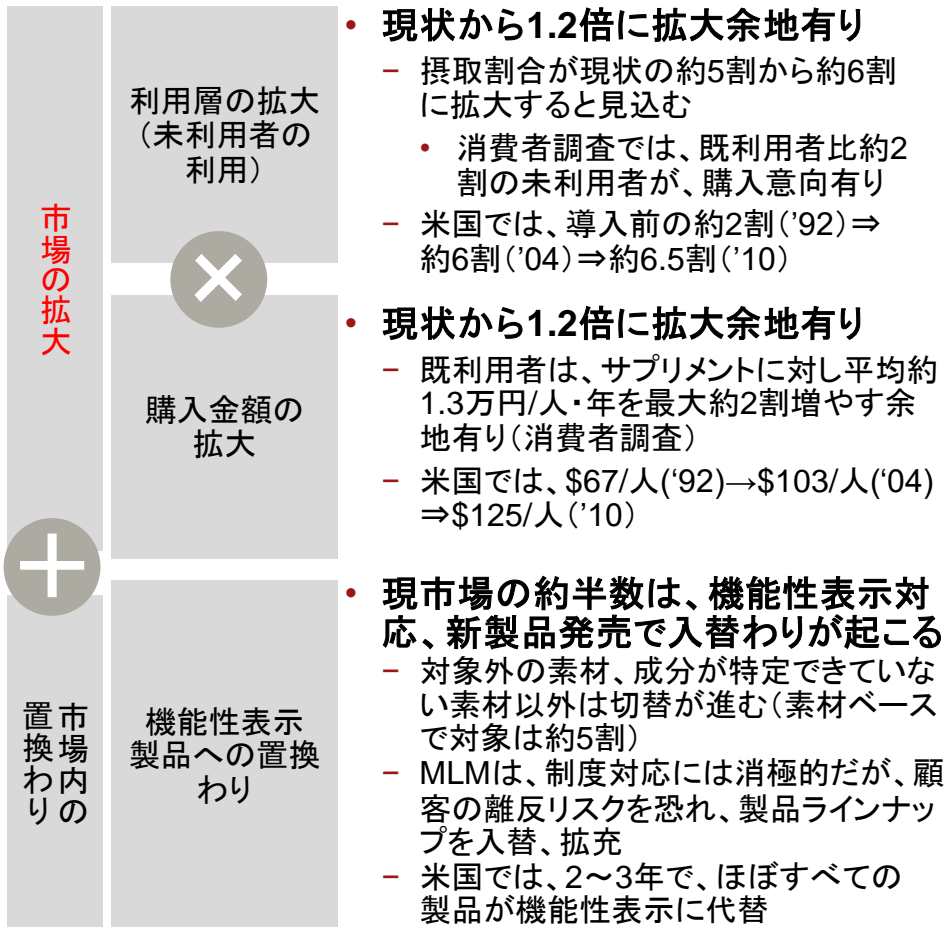 市場の拡大
利用層の拡大
（未利用者の
利用）
• 現状から1.2倍に拡大余地有り
− 摂取割合が現状の約5割から約6割
に拡大すると見込む
• 消費者調査では、既利用者比約2
割の未利用者が、購入意向有り
− 米国では、導入前の約2割（’92）⇒
約6割（’04）⇒約6.5割（’10）
×
購入金額の
拡大
• 現状から1.2倍に拡大余地有り
− 既利用者は、サプリメントに対し平均約
1.3万円/人・年を最大約2割増やす余
地有り（消費者調査）
− 米国では、$67/人(‘92)→$103/人(‘04)
⇒$125/人（’10）
＋
市場内の
置換わり
機能性表示
製品への置換
わり
• 現市場の約半数は、機能性表示対
応、新製品発売で入替わりが起こる
− 対象外の素材、成分が特定できていな
い素材以外は切替が進む（素材ベース
で対象は約5割）
− MLMは、制度対応には消極的だが、顧
客の離反リスクを恐れ、製品ラインナッ
プを入替、拡充
− 米国では、2～3年で、ほぼすべての
製品が機能性表示に代替